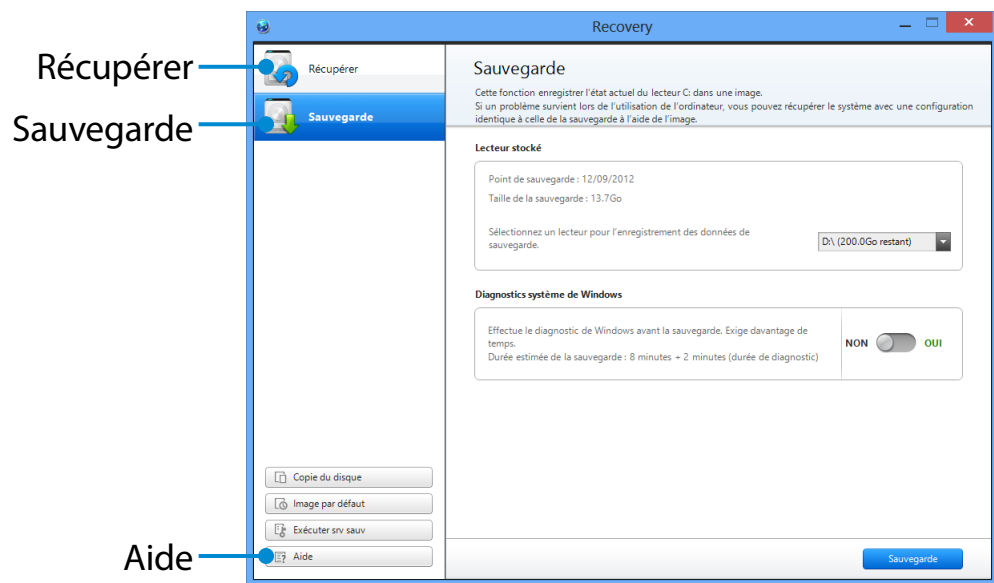 Recovery
Récupérer
Sauvegarde
Aide
Récupérer
Sauvegarde
Copie du disque
Image par défaut
Exécuter srv sauv
Aide
Sauvegarde
Cette fonction enregistrer l'état actuel du lecteur C: dans une image.
Si un problème survient lors de l'utilisation de l'ordinateur, vous pouvez récupérer le système avec une configuration
identique à celle de la sauvegarde à l'aide de l'image.
Lecteur stocké
Point de sauvegarde : 12/09/2012
Taille de la sauvegarde : 13.7Go
Sélectionnez un lecteur pour l'enregistrement des données de
sauvegarde.
D:\ (200.0Go restant)
Diagnostics système de Windows
Effectue le diagnostic de Windows avant la sauvegarde. Exige davantage de
temps.
Durée estimée de la sauvegarde : 8 minutes + 2 minutes (durée de diagnostic)
NON OUI
Sauvegarde